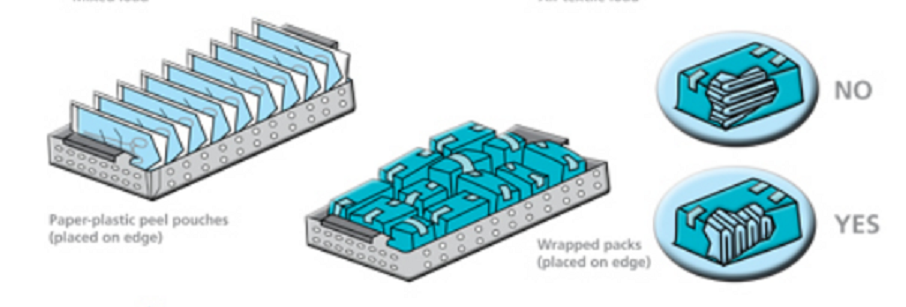 NO
YES
Paper-plastic peel pouches
(placed on edge)
Wrapped packs
(placed on edge)